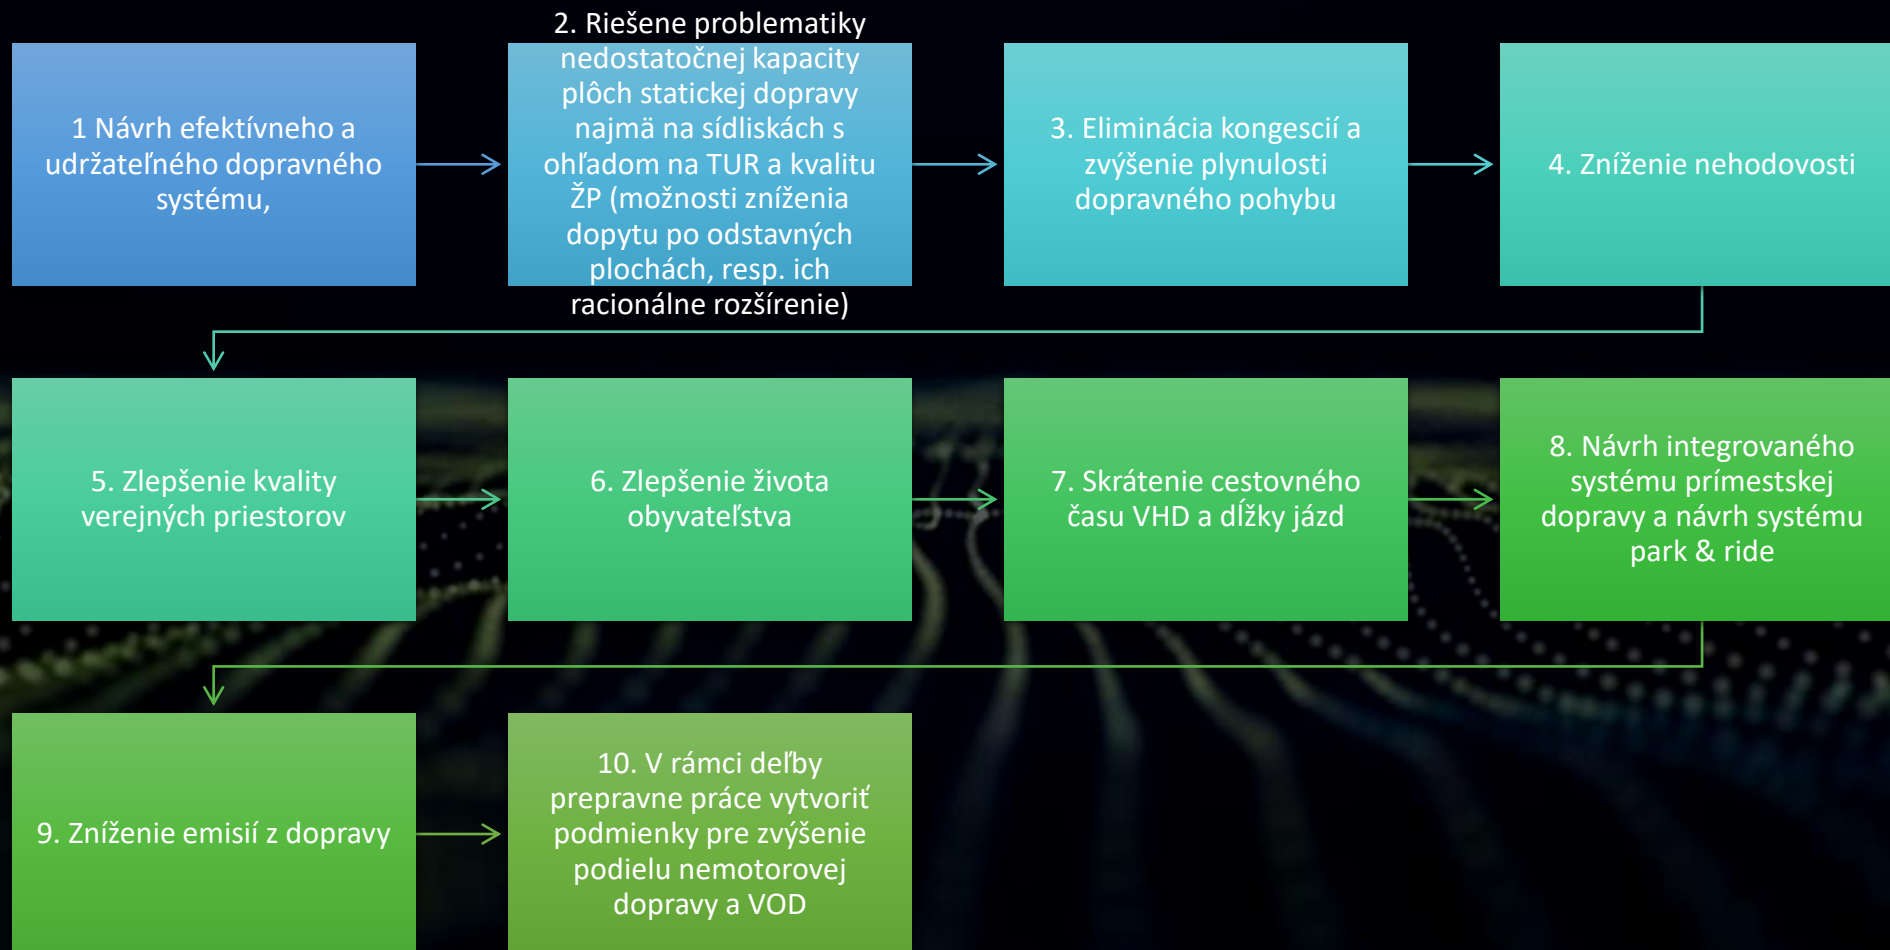 1 Návrh efektívneho a
udržateľného dopravného
systému,
2. Riešene problematiky
nedostatočnej kapacity
plôch statickej dopravy
najmä na sídliskách s
ohľadom na TUR a kvalitu
ŽP (možnosti zníženia
dopytu po odstavných
plochách, resp. ich
racionálne rozšírenie)
3. Eliminácia kongescií a
zvýšenie plynulosti
dopravného pohybu
4. Zníženie nehodovosti
5. Zlepšenie kvality
verejných priestorov
6. Zlepšenie života
obyvateľstva
7. Skrátenie cestovného
času VHD a dĺžky jázd
8. Návrh integrovaného
systému prímestskej
dopravy a návrh systému
park & ride
9. Zníženie emisií z dopravy
10. V rámci deľby
prepravne práce vytvoriť
podmienky pre zvýšenie
podielu nemotorovej
dopravy a VOD